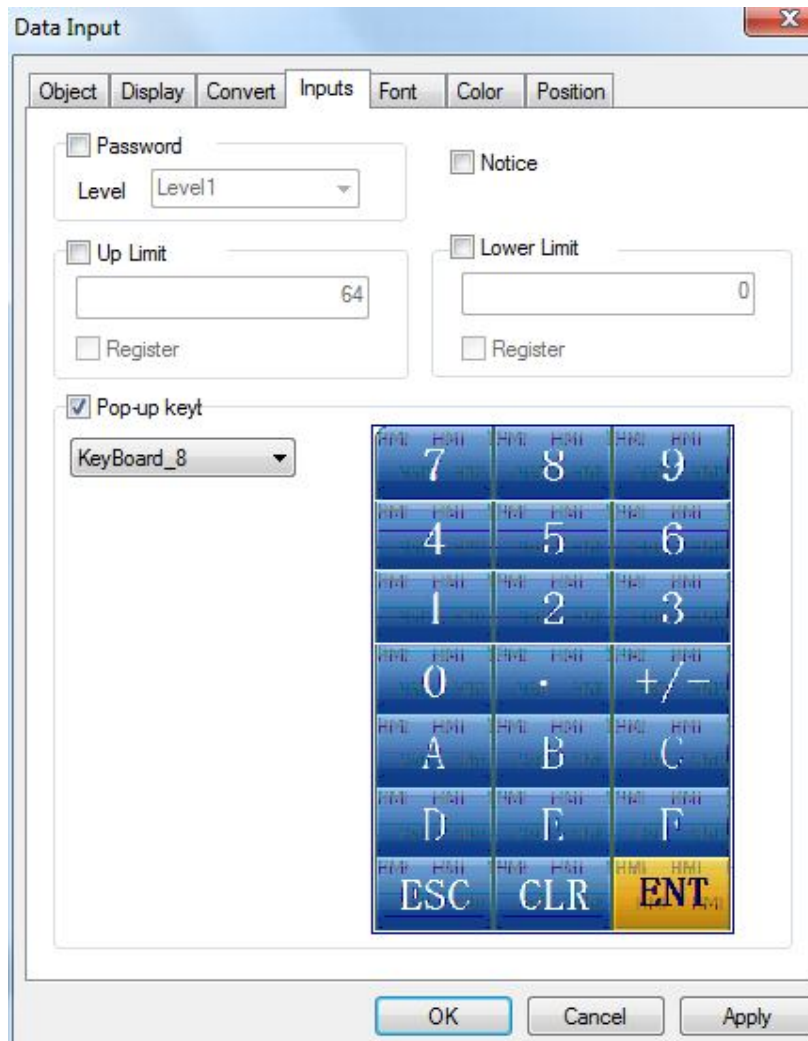 Data Input
Object Display Convert Inputs Font Color Position
Password
Notice
Level Level1
Up Limit
Lower Limit
64
0
Register
Register
Pop-up keyt
KeyBoard_8
7 8 9
4 5 6
1 2 3
0 . +/-
A B C
D E F
ESC CLR ENT
OK Cancel Apply